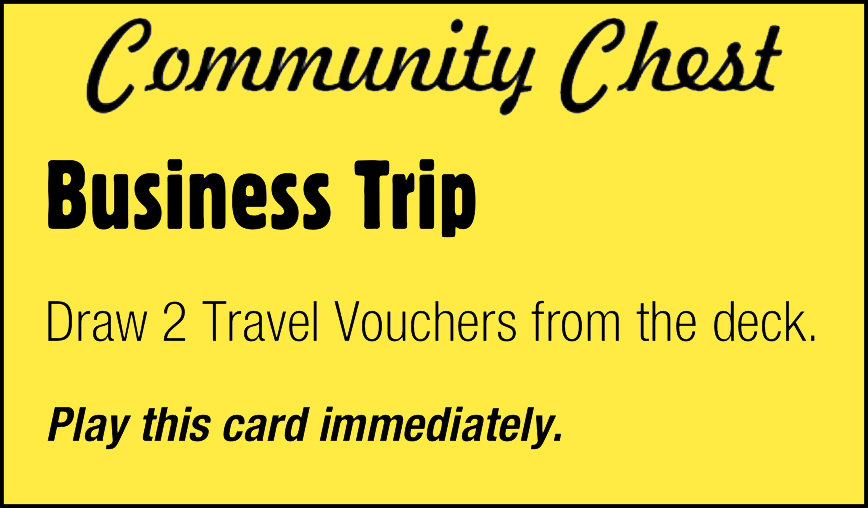 Community Chest
Business Trip
Draw 2 Travel Vouchers from the deck.
Play this card immediately.